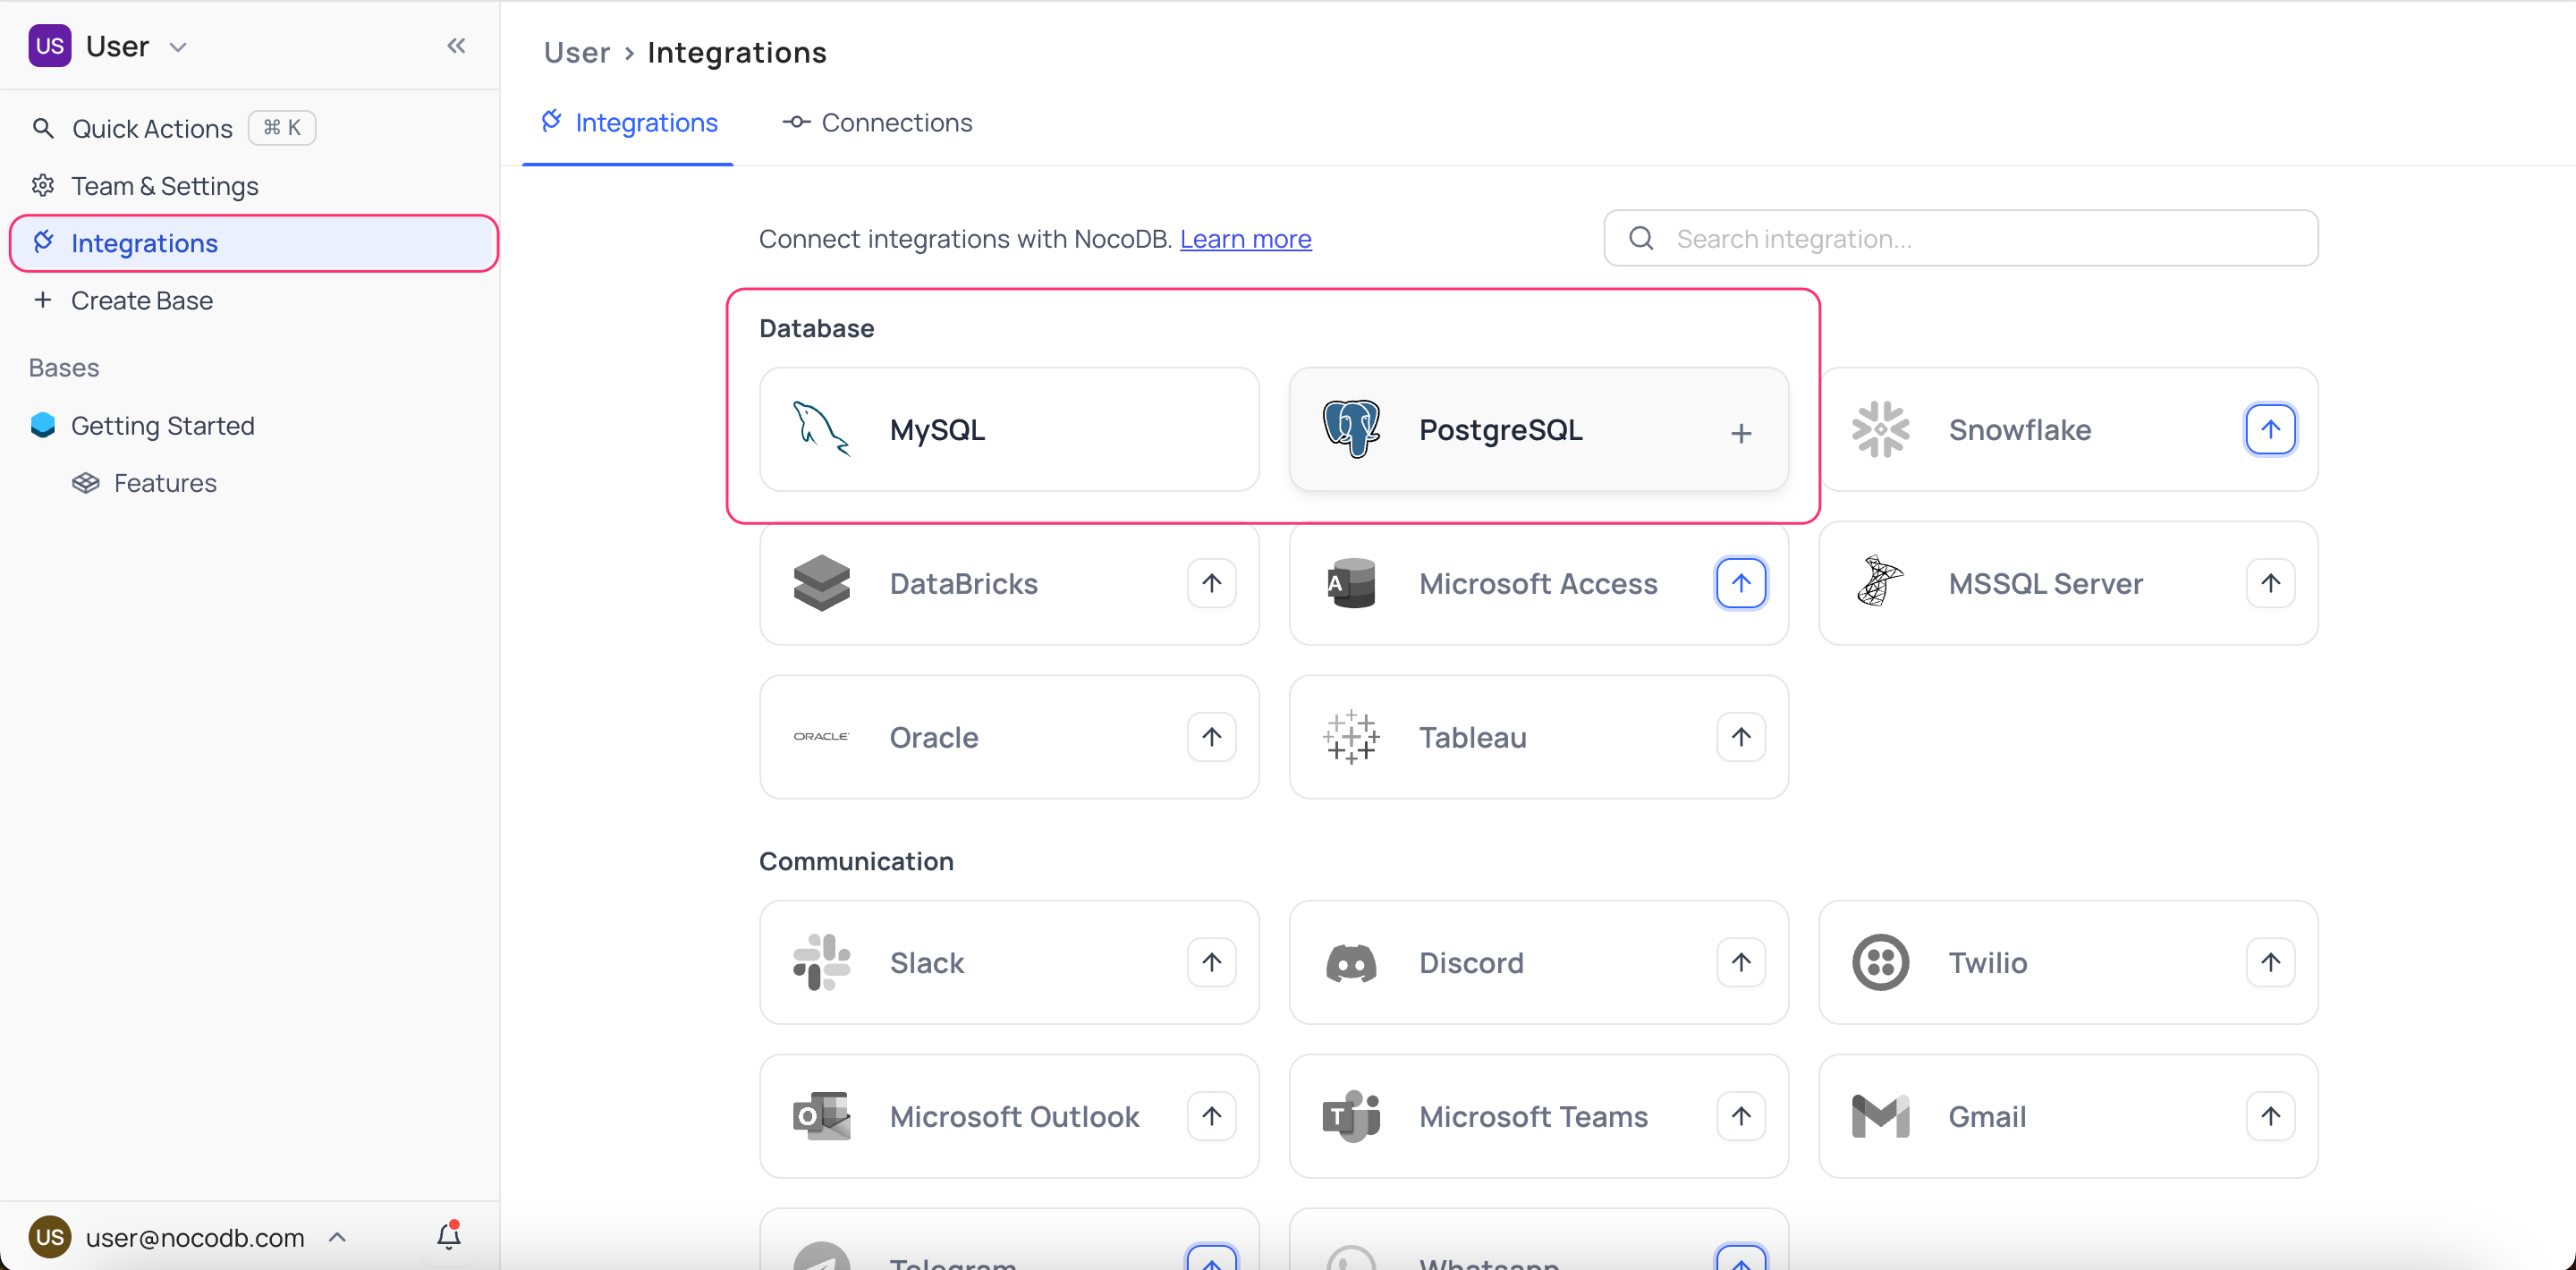 US User
Quick Actions ⌘ K
Team & Settings
Integrations
Create Base
Bases
Getting Started
Features
US user@nocodb.com
User > Integrations
Integrations Connections
Connect integrations with NocoDB. Learn more
Search integration...
Database
MySQL PostgreSQL + Snowflake
DataBricks A Microsoft Access MSSQL Server
ORACLE Oracle Tableau
Communication
Slack Discord Twilio
O Microsoft Outlook T Microsoft Teams Gmail
Telegram Whatsapp